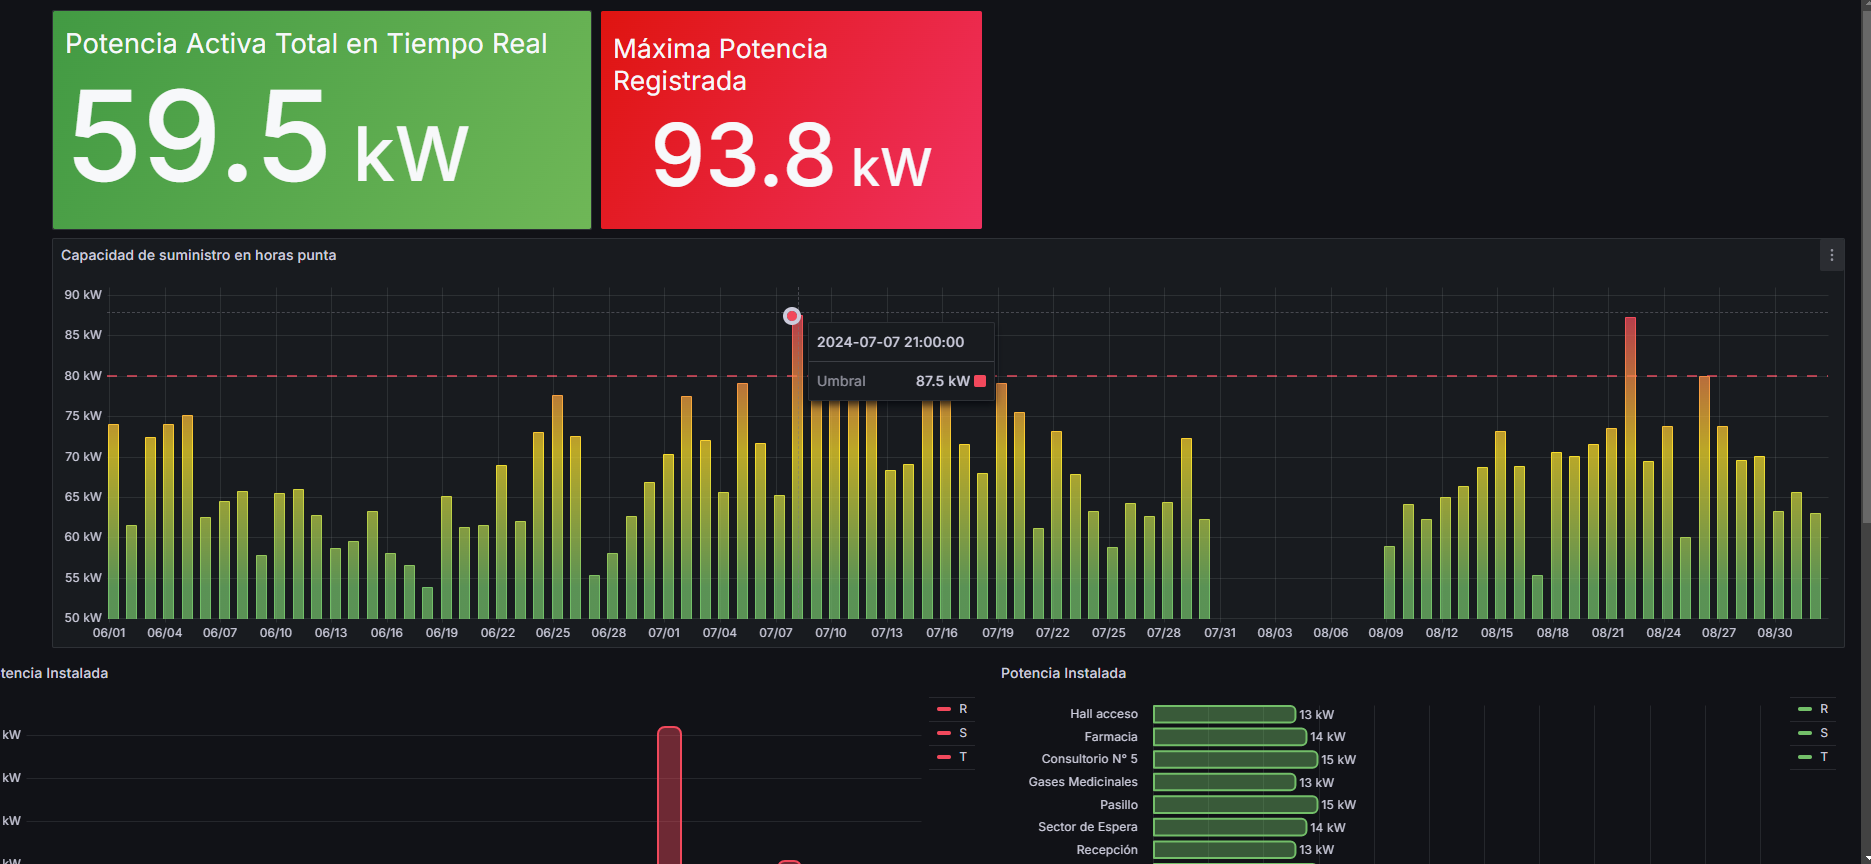 Potencia Activa Total en Tiempo Real
59.5 kW
Máxima Potencia
Registrada
93.8 kW
Capacidad de suministro en horas punta
90 kW
85 kW
80 kW
75 kW
70 kW
65 kW
60 kW
55 kW
50 kW
2024-07-07 21:00:00
Umbral 87.5 kW
06/01 06/04 06/07 06/10 06/13 06/16 06/19 06/22 06/25 06/28 07/01 07/04 07/07 07/10 07/13 07/16 07/19 07/22 07/25 07/28 07/31 08/03 08/06 08/09 08/12 08/15 08/18 08/21 08/24 08/27 08/30
tencia Instalada
kW
kW
kW
kW
R
S
T
Potencia Instalada
Hall acceso 13 kW
Farmacia 14 kW
Consultorio N° 5 15 kW
Gases Medicinales 13 kW
Pasillo 15 kW
Sector de Espera 14 kW
Recepción 13 kW
R
S
T